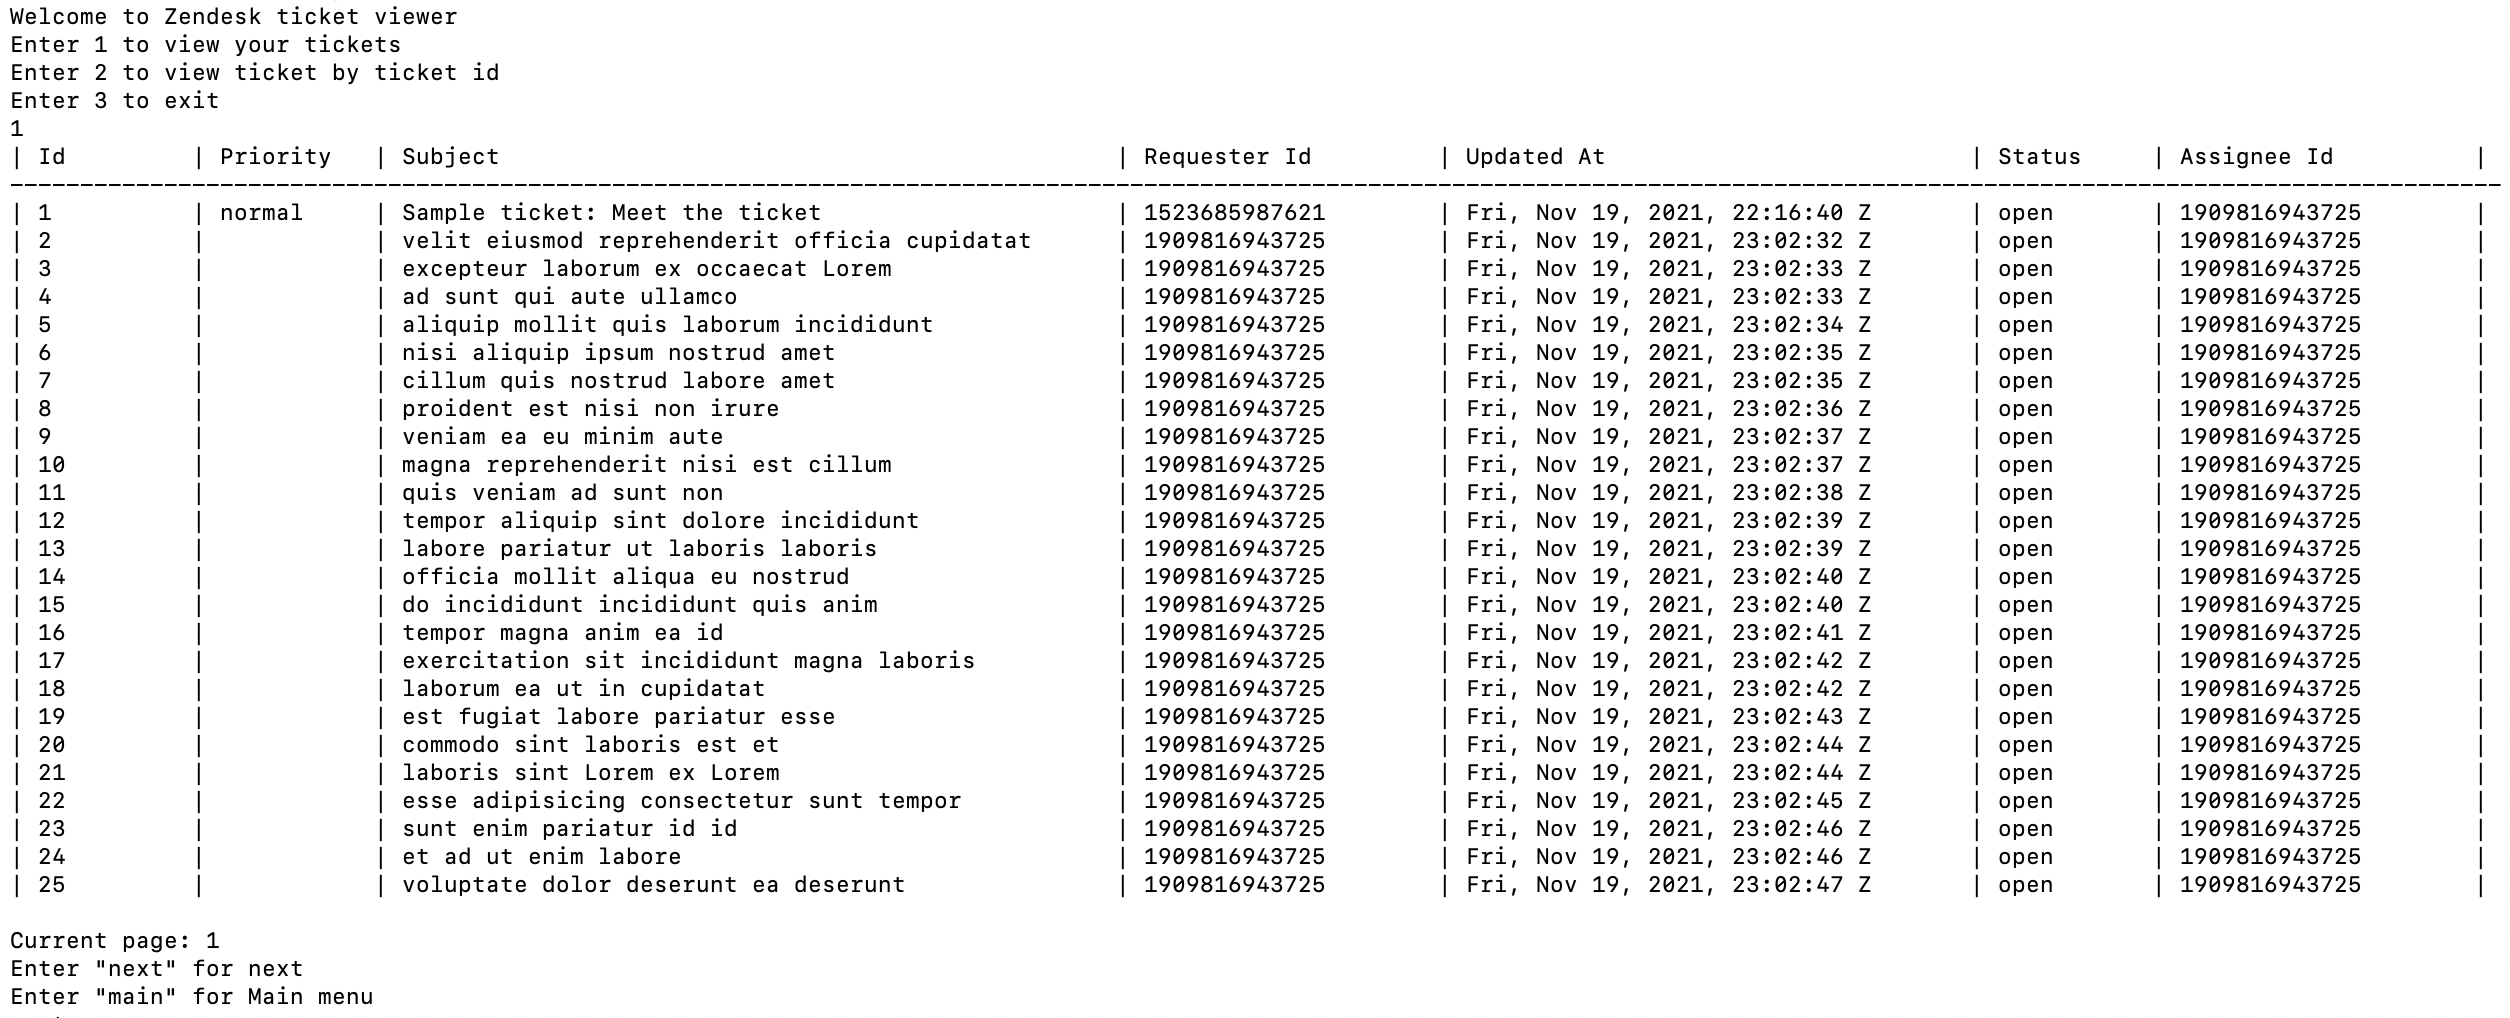 Welcome to Zendesk ticket viewer
Enter 1 to view your tickets
Enter 2 to view ticket by ticket id
Enter 3 to exit
1
| Id | Priority | Subject | Requester Id | Updated At | Status | Assignee Id |
| 1 | normal | Sample ticket: Meet the ticket | 1523685987621 | Fri, Nov 19, 2021, 22:16:40 Z | open | 1909816943725 |
| 2 | | velit eiusmod reprehenderit officia cupidatat | 1909816943725 | Fri, Nov 19, 2021, 23:02:32 Z | open | 1909816943725 |
| 3 | | excepteur laborum ex occaecat Lorem | 1909816943725 | Fri, Nov 19, 2021, 23:02:33 Z | open | 1909816943725 |
| 4 | | ad sunt qui aute ullamco | 1909816943725 | Fri, Nov 19, 2021, 23:02:33 Z | open | 1909816943725 |
| 5 | | aliquip mollit quis laborum incididunt | 1909816943725 | Fri, Nov 19, 2021, 23:02:34 Z | open | 1909816943725 |
| 6 | | nisi aliquip ipsum nostrud amet | 1909816943725 | Fri, Nov 19, 2021, 23:02:35 Z | open | 1909816943725 |
| 7 | | cillum quis nostrud labore amet | 1909816943725 | Fri, Nov 19, 2021, 23:02:35 Z | open | 1909816943725 |
| 8 | | proident est nisi non irure | 1909816943725 | Fri, Nov 19, 2021, 23:02:36 Z | open | 1909816943725 |
| 9 | | veniam ea eu minim aute | 1909816943725 | Fri, Nov 19, 2021, 23:02:37 Z | open | 1909816943725 |
| 10 | | magna reprehenderit nisi est cillum | 1909816943725 | Fri, Nov 19, 2021, 23:02:37 Z | open | 1909816943725 |
| 11 | | quis veniam ad sunt non | 1909816943725 | Fri, Nov 19, 2021, 23:02:38 Z | open | 1909816943725 |
| 12 | | tempor aliquip sint dolore incididunt | 1909816943725 | Fri, Nov 19, 2021, 23:02:39 Z | open | 1909816943725 |
| 13 | | labore pariatur ut laboris laboris | 1909816943725 | Fri, Nov 19, 2021, 23:02:39 Z | open | 1909816943725 |
| 14 | | officia mollit aliqua eu nostrud | 1909816943725 | Fri, Nov 19, 2021, 23:02:40 Z | open | 1909816943725 |
| 15 | | do incididunt incididunt quis anim | 1909816943725 | Fri, Nov 19, 2021, 23:02:40 Z | open | 1909816943725 |
| 16 | | tempor magna anim ea id | 1909816943725 | Fri, Nov 19, 2021, 23:02:41 Z | open | 1909816943725 |
| 17 | | exercitation sit incididunt magna laboris | 1909816943725 | Fri, Nov 19, 2021, 23:02:42 Z | open | 1909816943725 |
| 18 | | laborum ea ut in cupidatat | 1909816943725 | Fri, Nov 19, 2021, 23:02:42 Z | open | 1909816943725 |
| 19 | | est fugiat labore pariatur esse | 1909816943725 | Fri, Nov 19, 2021, 23:02:43 Z | open | 1909816943725 |
| 20 | | commodo sint laboris est et | 1909816943725 | Fri, Nov 19, 2021, 23:02:44 Z | open | 1909816943725 |
| 21 | | laboris sint Lorem ex Lorem | 1909816943725 | Fri, Nov 19, 2021, 23:02:44 Z | open | 1909816943725 |
| 22 | | esse adipisicing consectetur sunt tempor | 1909816943725 | Fri, Nov 19, 2021, 23:02:45 Z | open | 1909816943725 |
| 23 | | sunt enim pariatur id id | 1909816943725 | Fri, Nov 19, 2021, 23:02:46 Z | open | 1909816943725 |
| 24 | | et ad ut enim labore | 1909816943725 | Fri, Nov 19, 2021, 23:02:46 Z | open | 1909816943725 |
| 25 | | voluptate dolor deserunt ea deserunt | 1909816943725 | Fri, Nov 19, 2021, 23:02:47 Z | open | 1909816943725 |
Current page: 1
Enter "next" for next
Enter "main" for Main menu